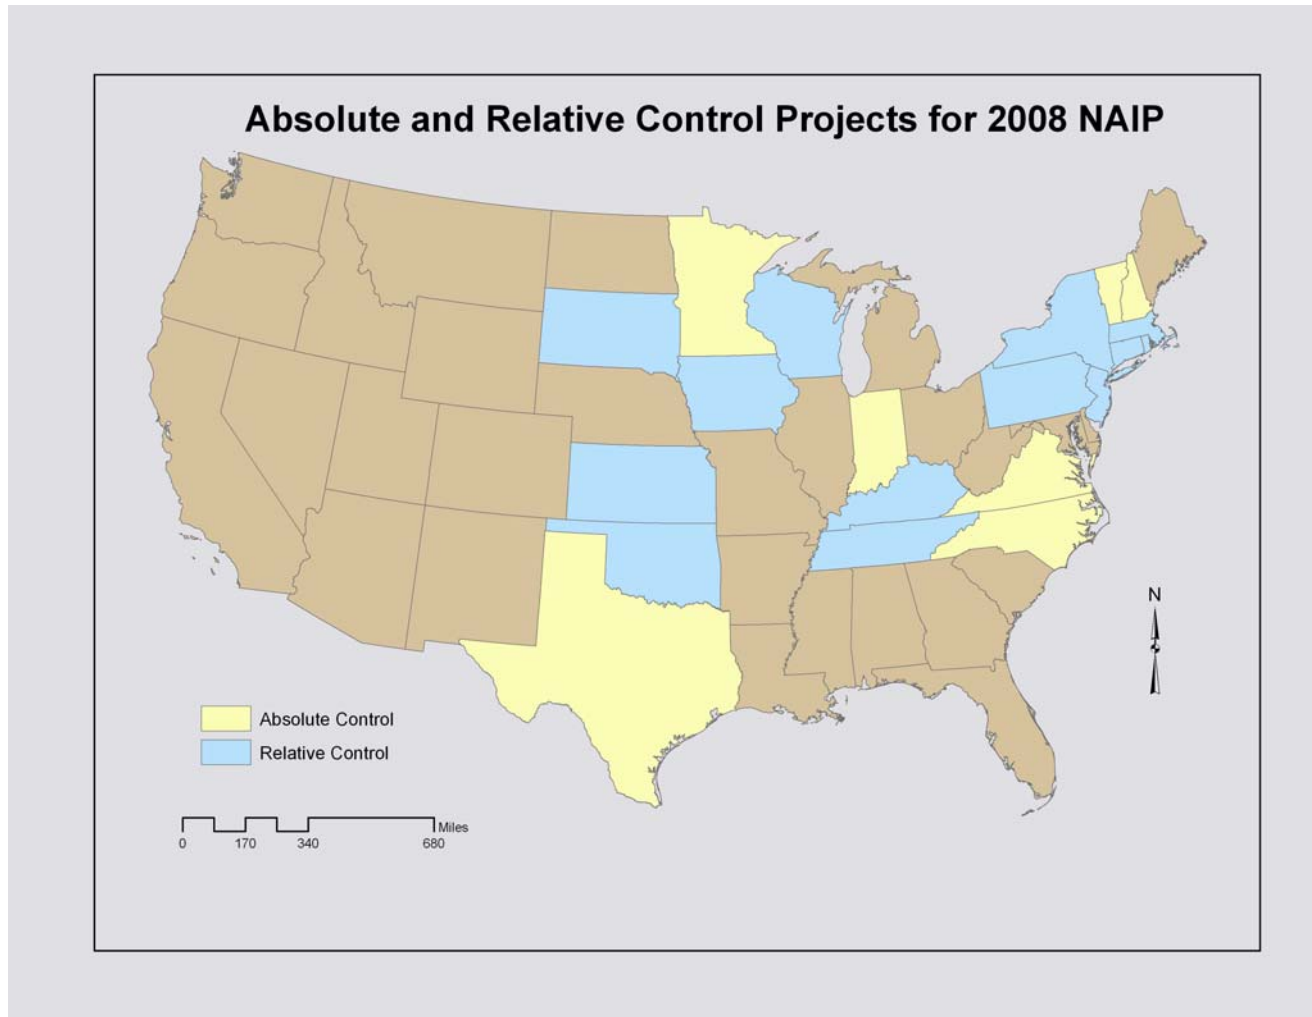 Absolute and Relative Control Projects for 2008 NAIP
N
Absolute Control
Relative Control
Miles
0 170 340 680